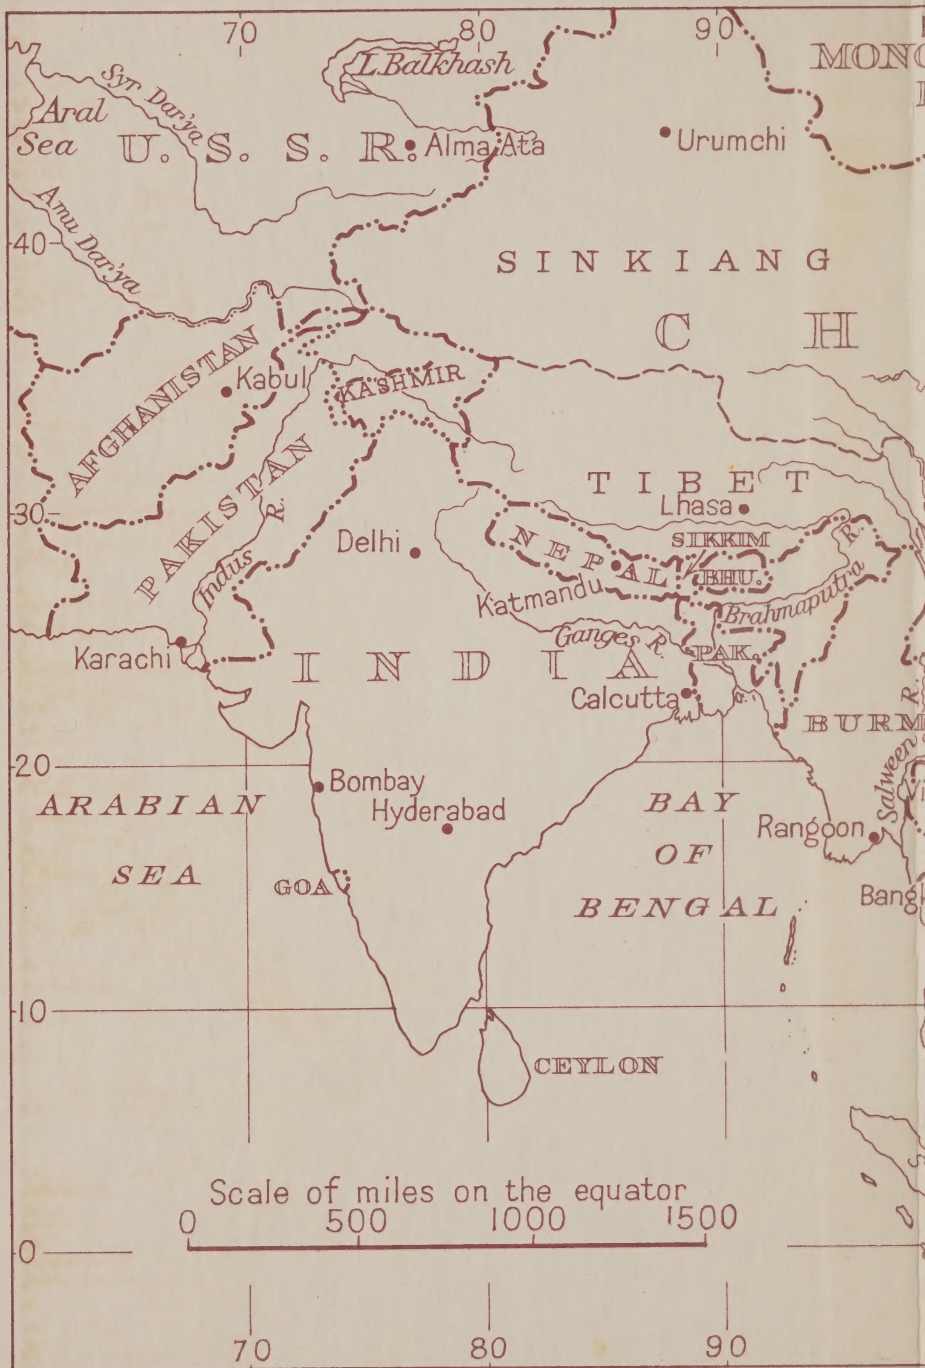 70 80 90
L. Balkhash
MONG
Syr Dar'ya
Aral
Sea
U. S. S. R.
Alma Ata
Urumchi
Amu Dar'ya
40
SINKIANG
CH
AFGHANISTAN
Kabul
KASHMIR
PAKISTAN
TIBET
Lhasa
30
Indus R.
Delhi
NEPAL
SIKKIM
BHU.
Katmandu
Brahmaputra R.
Ganges R.
PAK.
Karachi
INDIA
Calcutta
BURM
Salween R.
20
Bombay
Hyderabad
ARABIAN
SEA
BAY
OF
BENGAL
Rangoon
GOA
Bangk
10
CEYLON
Scale of miles on the equator
0 500 1000 1500
0
70 80 90